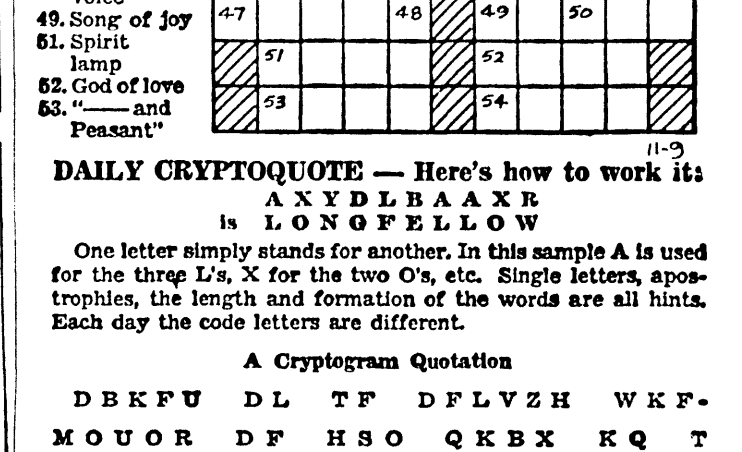 49. Song of joy
51. Spirit
lamp
52. God of love
53. "—— and
Peasant"
47 48 49 50
51 52
53 54
11-9
DAILY CRYPTOQUOTE — Here's how to work it:
A X Y D L B A A X R
is L O N G F E L L O W
One letter simply stands for another. In this sample A is used
for the three L's, X for the two O's, etc. Single letters, apos-
trophies, the length and formation of the words are all hints.
Each day the code letters are different.
A Cryptogram Quotation
D B K F U D L T F D F L V Z H W K F -
M O U O R D F H S O Q K B X K Q T